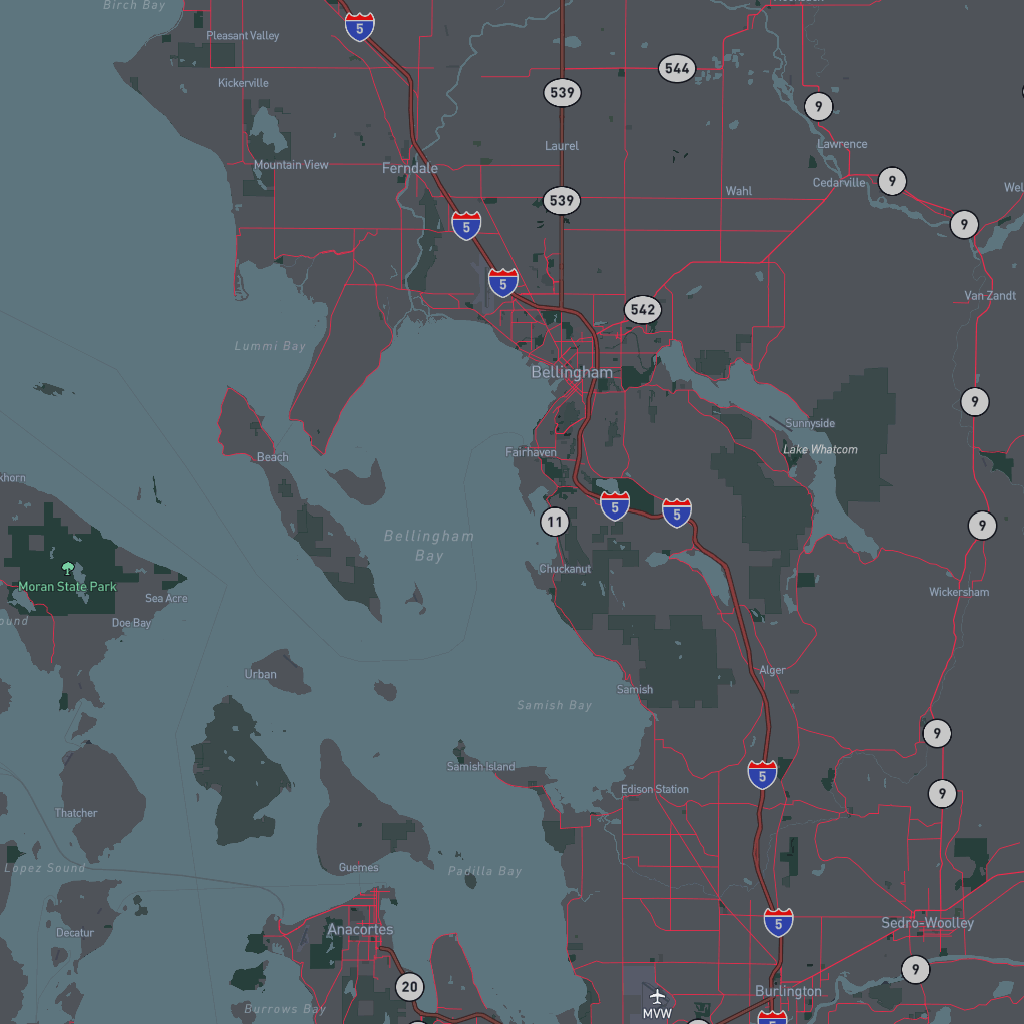 Birch Bay
5
Pleasant Valley
544
Kickerville
539
9
Laurel
Lawrence
Mountain View
Ferndale
Cedarville
9
Wahl
539
5
9
5
Van Zandt
542
Lummi Bay
Bellingham
9
Sunnyside
Lake Whatcom
Fairhaven
Beach
5
5
11
9
Bellingham
Bay
Chuckanut
Moran State Park
Sea Acre
Wickersham
Doe Bay
Urban
Alger
Samish
Samish Bay
9
Samish Island
5
Edison Station
9
Thatcher
Lopez Sound
Guemes
Padilla Bay
Anacortes
5
Sedro-Woolley
Decatur
9
20
Burlington
Burrows Bay
MVW
5